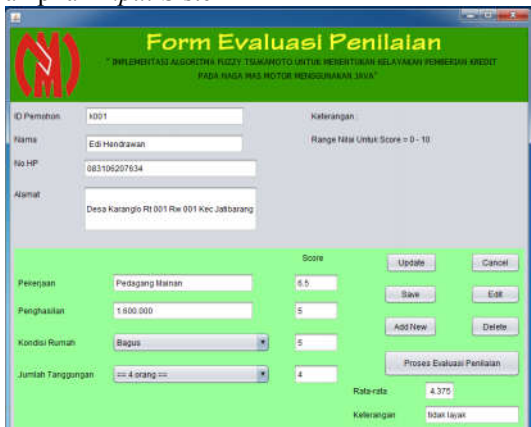 Form Evaluasi Penilaian
" IMPLEMENTASI ALGORITMA FUZZY TSUKAMOTO UNTUK MENENTUKAN KELAYAKAN PEMBERIAN KREDIT
PADA NAGA MAS MOTOR MENGGUNAKAN JAVA"
ID Pemohon k001 Keterangan :
Nama Edi Hendrawan Range Nilai Untuk Score = 0 - 10
No HP 083106207634
Alamat
Desa Karanglo Rt 001 Rw 001 Kec Jatibarang
Score
Update Cancel
Pekerjaan Pedagang Mainan 6.5
Save Edit
Penghasilan 1.600.000 5
Add New Delete
Kondisi Rumah Bagus 5
Proses Evaluasi Penilaian
Jumlah Tanggungan == 4 orang == 4
Rata-rata 4.375
Keterangan tidak layak